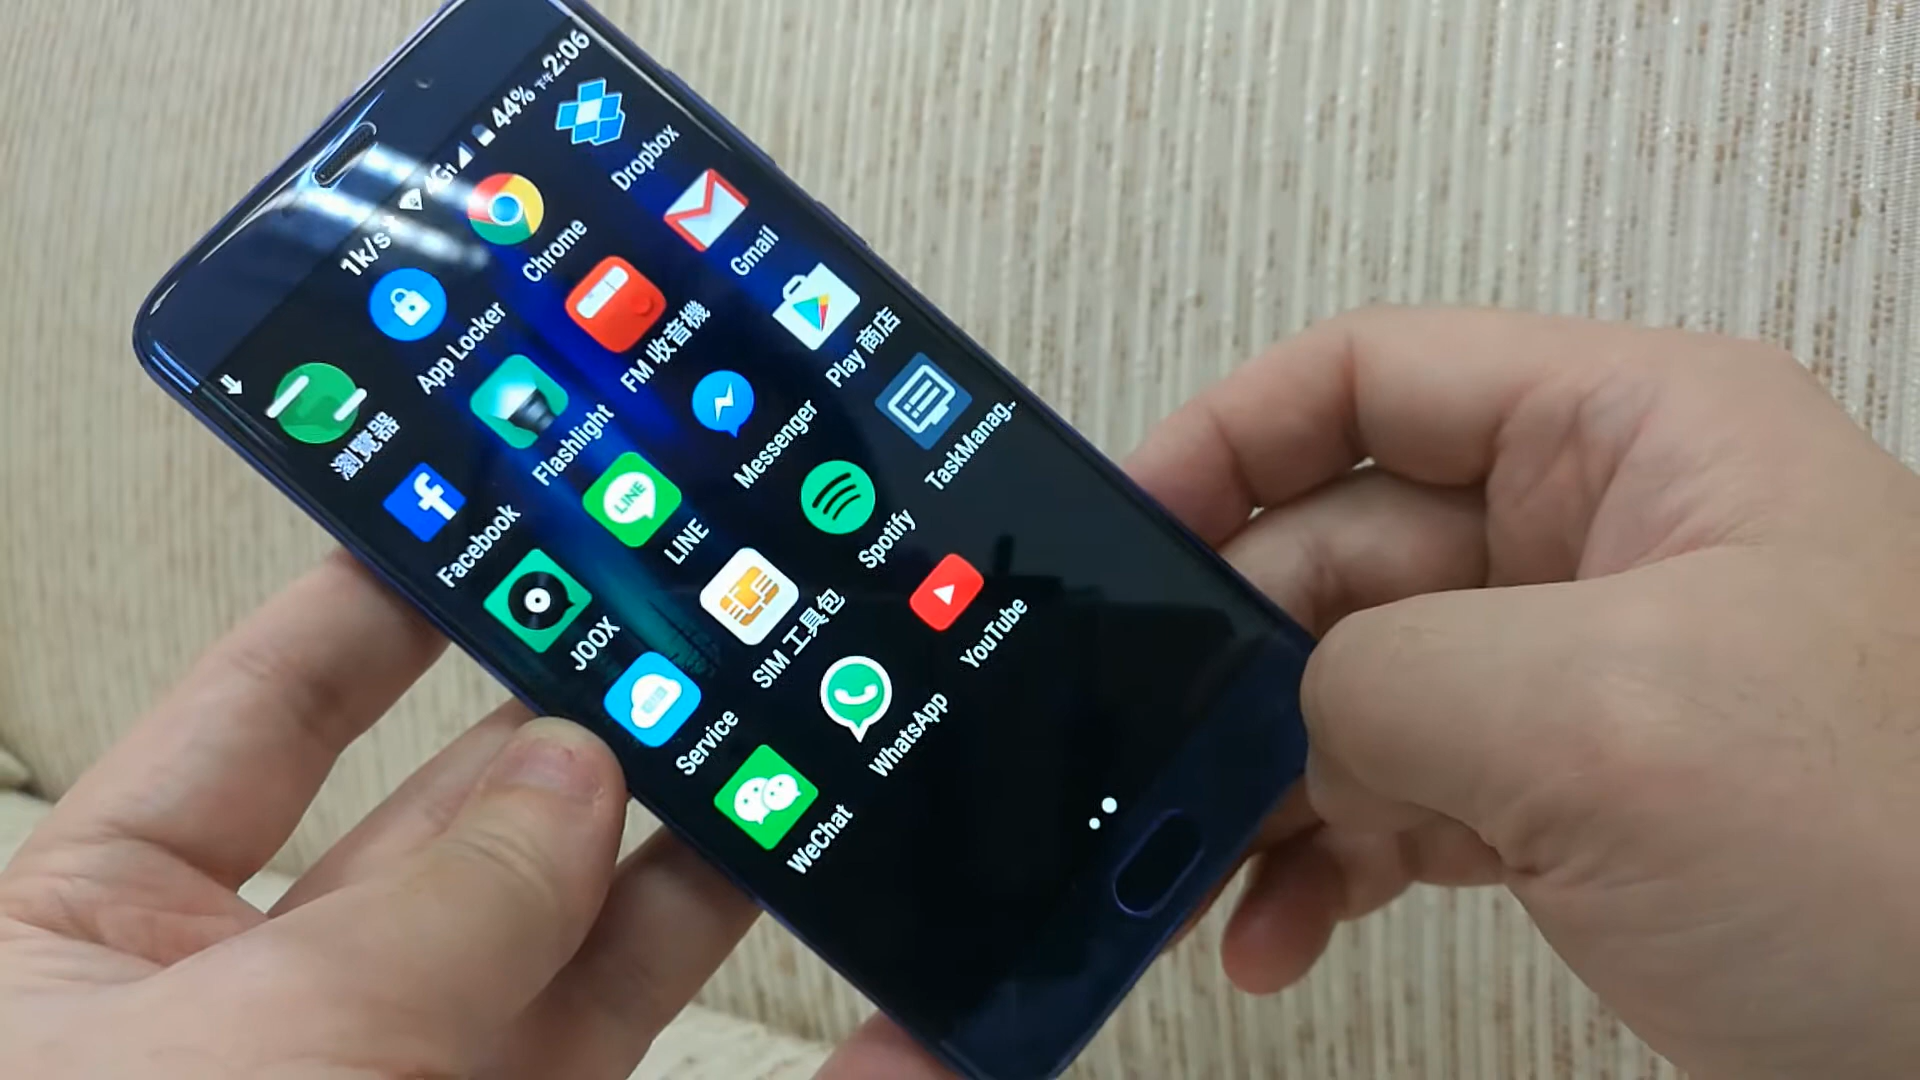 1k/s 4G 44% 下午2:06
瀏覽器
App Locker
Chrome
Dropbox
Facebook
Flashlight
FM 收音機
Gmail
JOOX
LINE
LINE
Messenger
Play 商店
Service
SIM 工具包
Spotify
TaskManag..
WeChat
WhatsApp
YouTube